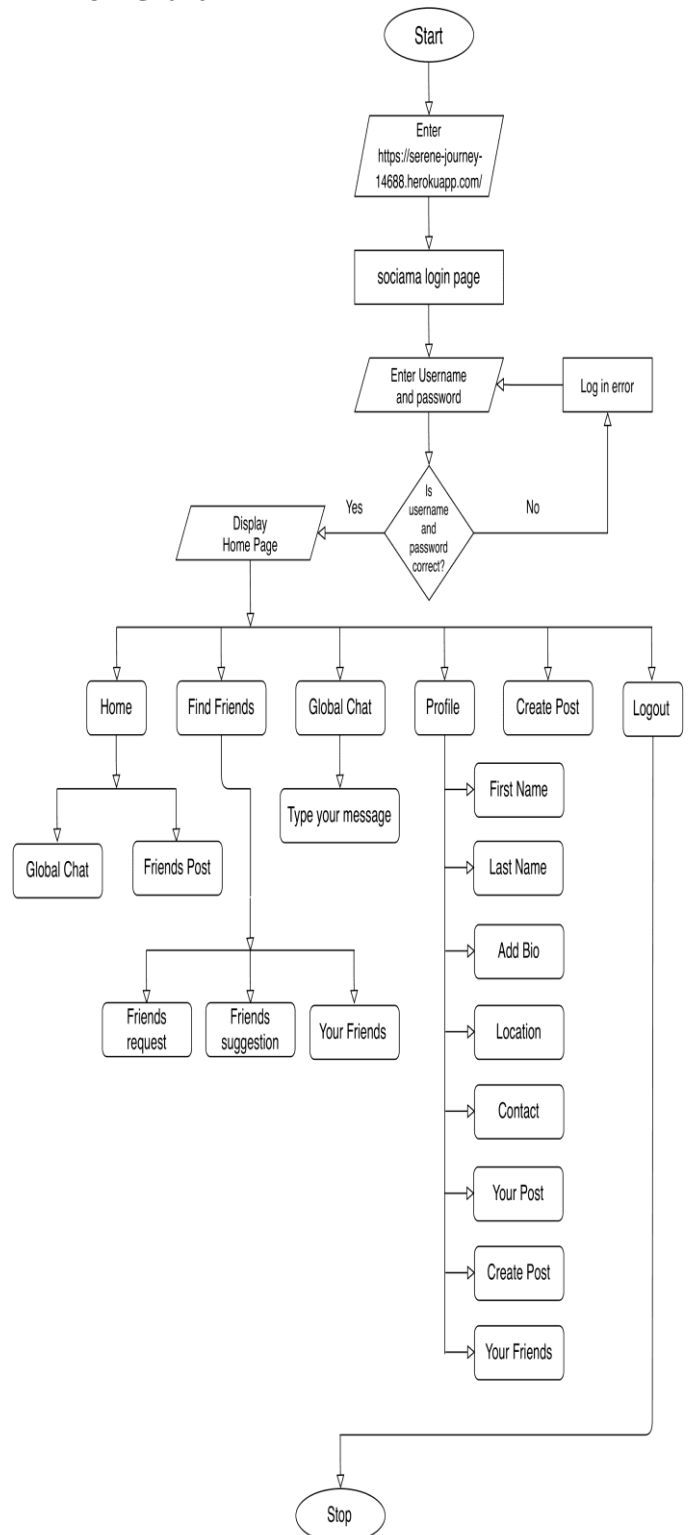 Start
Enter
https://serene-journey-
14688.herokuapp.com/
sociama login page
Enter Username
and password
Log in error
Is
username
and
password
correct?
Yes
No
Display
Home Page
Home
Find Friends
Global Chat
Profile
Create Post
Logout
Global Chat
Friends Post
Type your message
First Name
Last Name
Add Bio
Location
Contact
Your Post
Create Post
Your Friends
Friends
request
Friends
suggestion
Your Friends
Stop